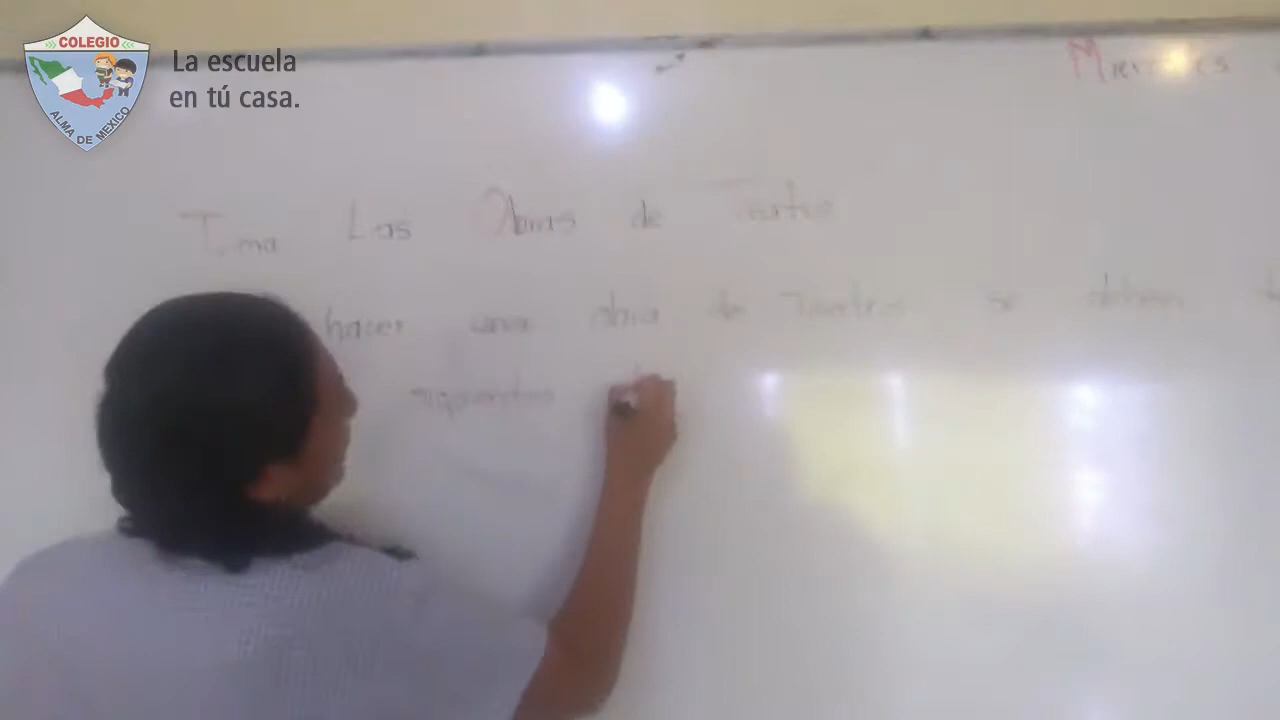 COLEGIO
ALMA DE MEXICO
La escuela
en tú casa.
Tema Las Obras de Teatro
hacer una obra de Teatro se deben